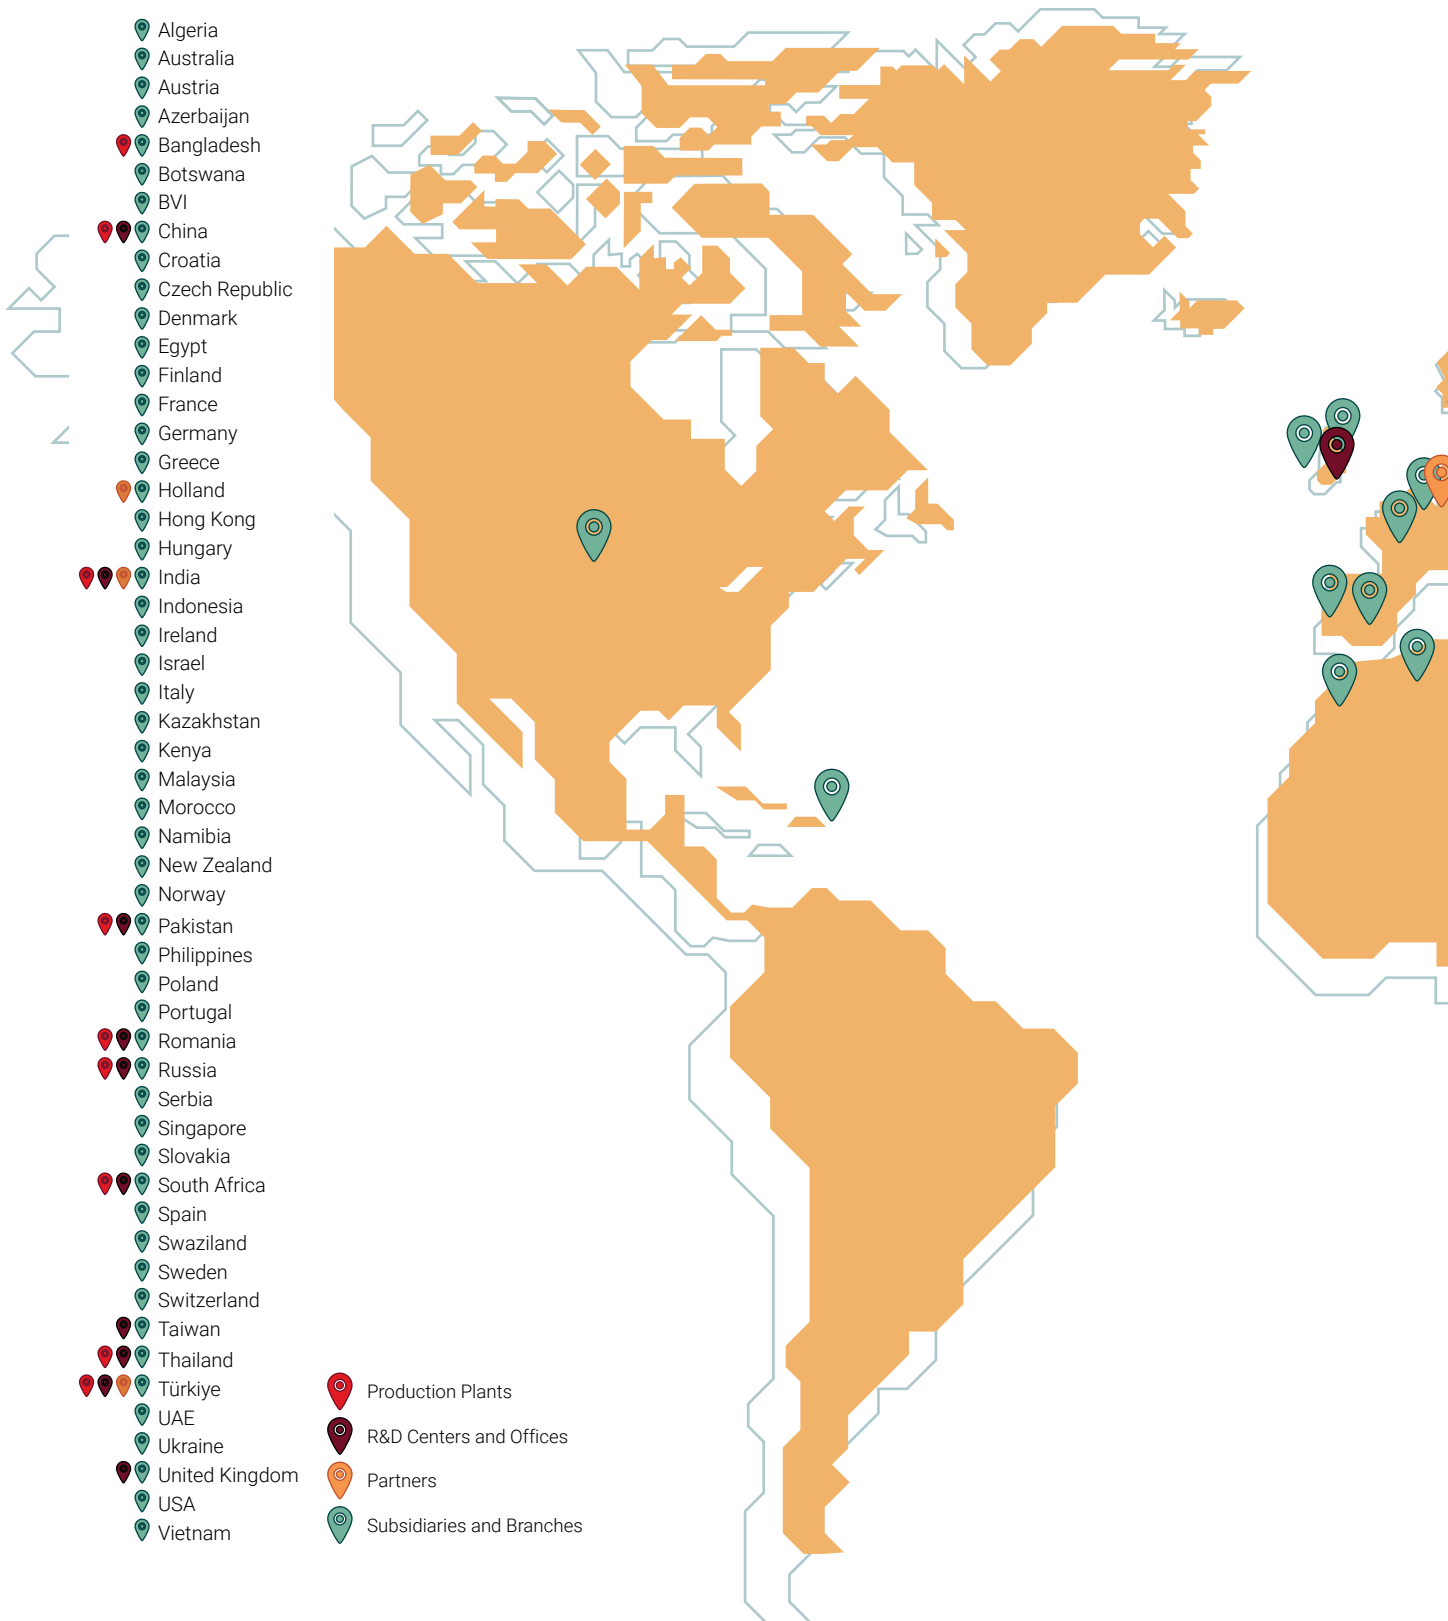 Algeria
Australia
Austria
Azerbaijan
Bangladesh
Botswana
BVI
China
Croatia
Czech Republic
Denmark
Egypt
Finland
France
Germany
Greece
Holland
Hong Kong
Hungary
India
Indonesia
Ireland
Israel
Italy
Kazakhstan
Kenya
Malaysia
Morocco
Namibia
New Zealand
Norway
Pakistan
Philippines
Poland
Portugal
Romania
Russia
Serbia
Singapore
Slovakia
South Africa
Spain
Swaziland
Sweden
Switzerland
Taiwan
Thailand
Türkiye
UAE
Ukraine
United Kingdom
USA
Vietnam
Production Plants
R&D Centers and Offices
Partners
Subsidiaries and Branches